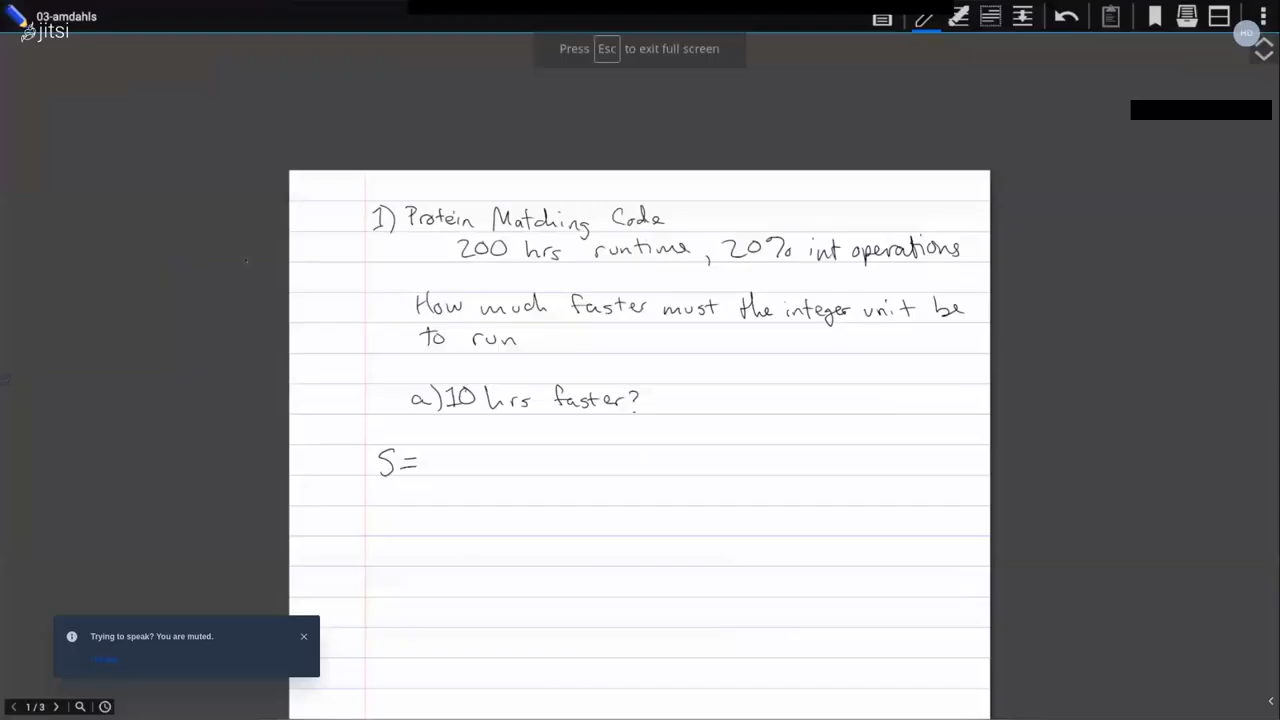 03-amdahls
jitsi
Press Esc to exit full screen
HD
1) Protein Matching Code
200 hrs runtime, 20% int operations
How much faster must the integer unit be
to run
a) 10 hrs faster?
S=
Trying to speak? You are muted.
1/3